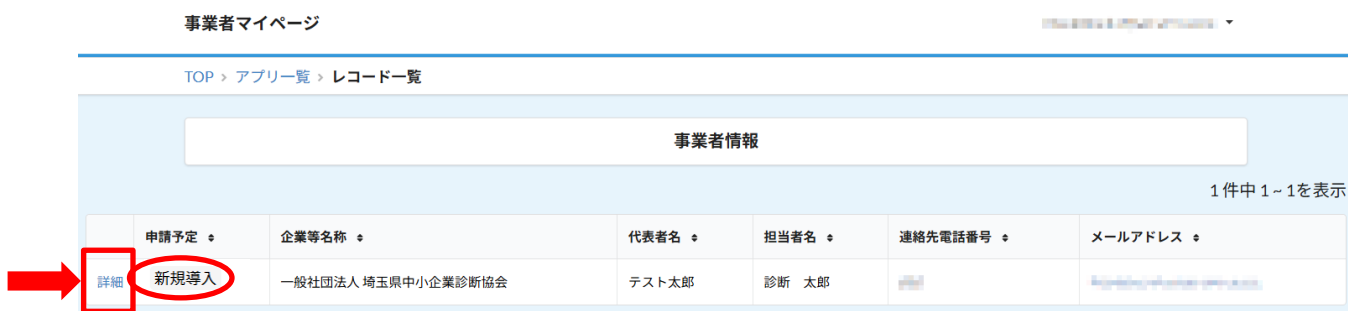 事業者マイページ
TOP > アプリ一覧 > レコード一覧
事業者情報
1 件中 1 ~ 1を表示
申請予定 企業等名称 代表者名 担当者名 連絡先電話番号 メールアドレス
詳細 新規導入 一般社団法人 埼玉県中小企業診断協会 テスト太郎 診断 太郎